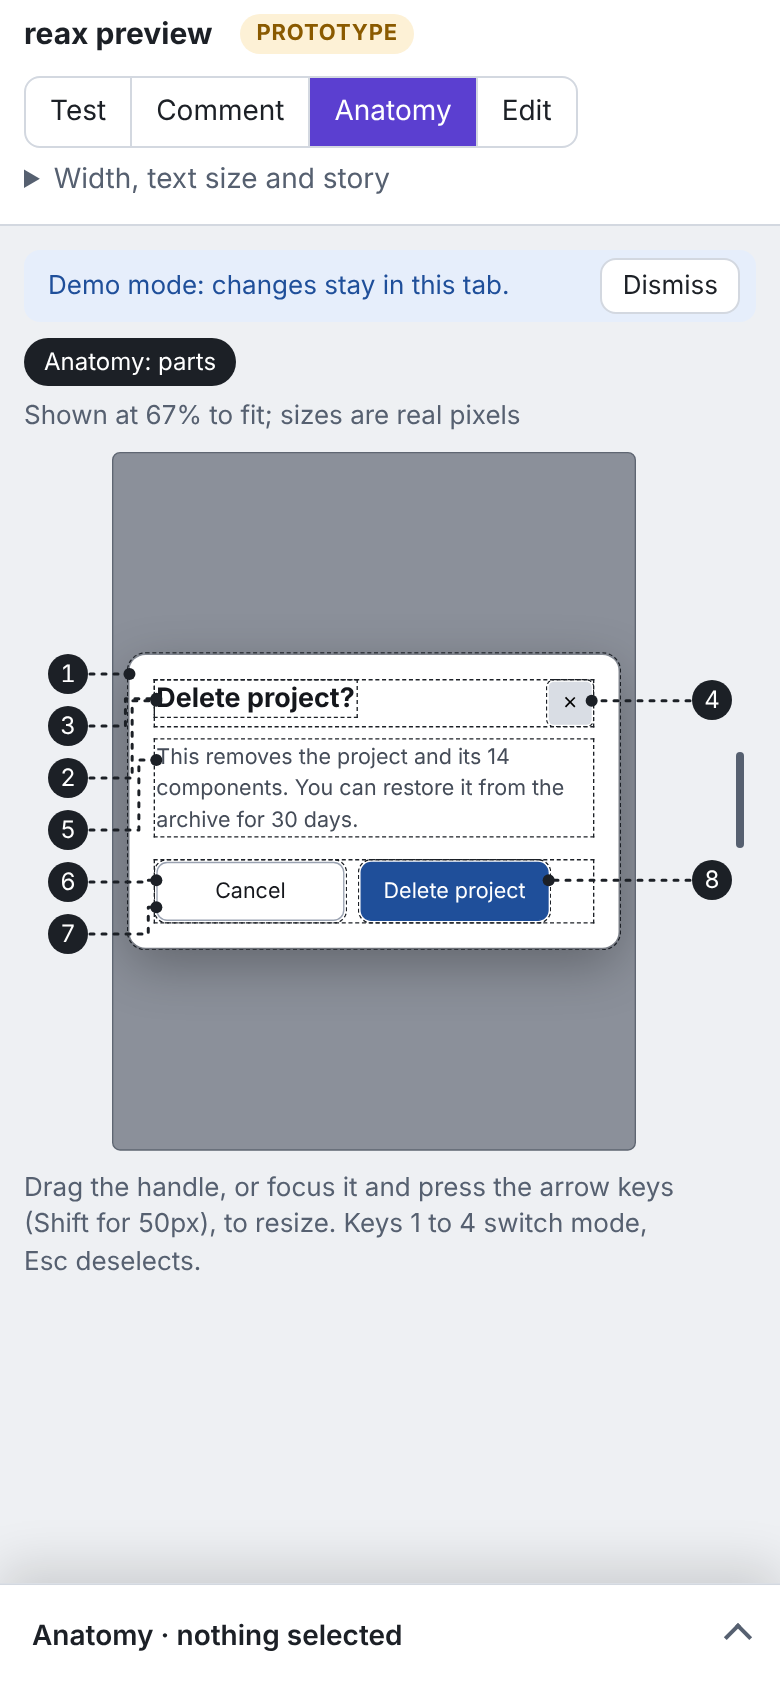 reax preview PROTOTYPE
Test Comment Anatomy Edit
Width, text size and story
Demo mode: changes stay in this tab. Dismiss
Anatomy: parts
Shown at 67% to fit; sizes are real pixels
1
Delete project? × 4
3
This removes the project and its 14
2 components. You can restore it from the
archive for 30 days.
5
6 Cancel Delete project 8
7
Drag the handle, or focus it and press the arrow keys
(Shift for 50px), to resize. Keys 1 to 4 switch mode,
Esc deselects.
Anatomy · nothing selected